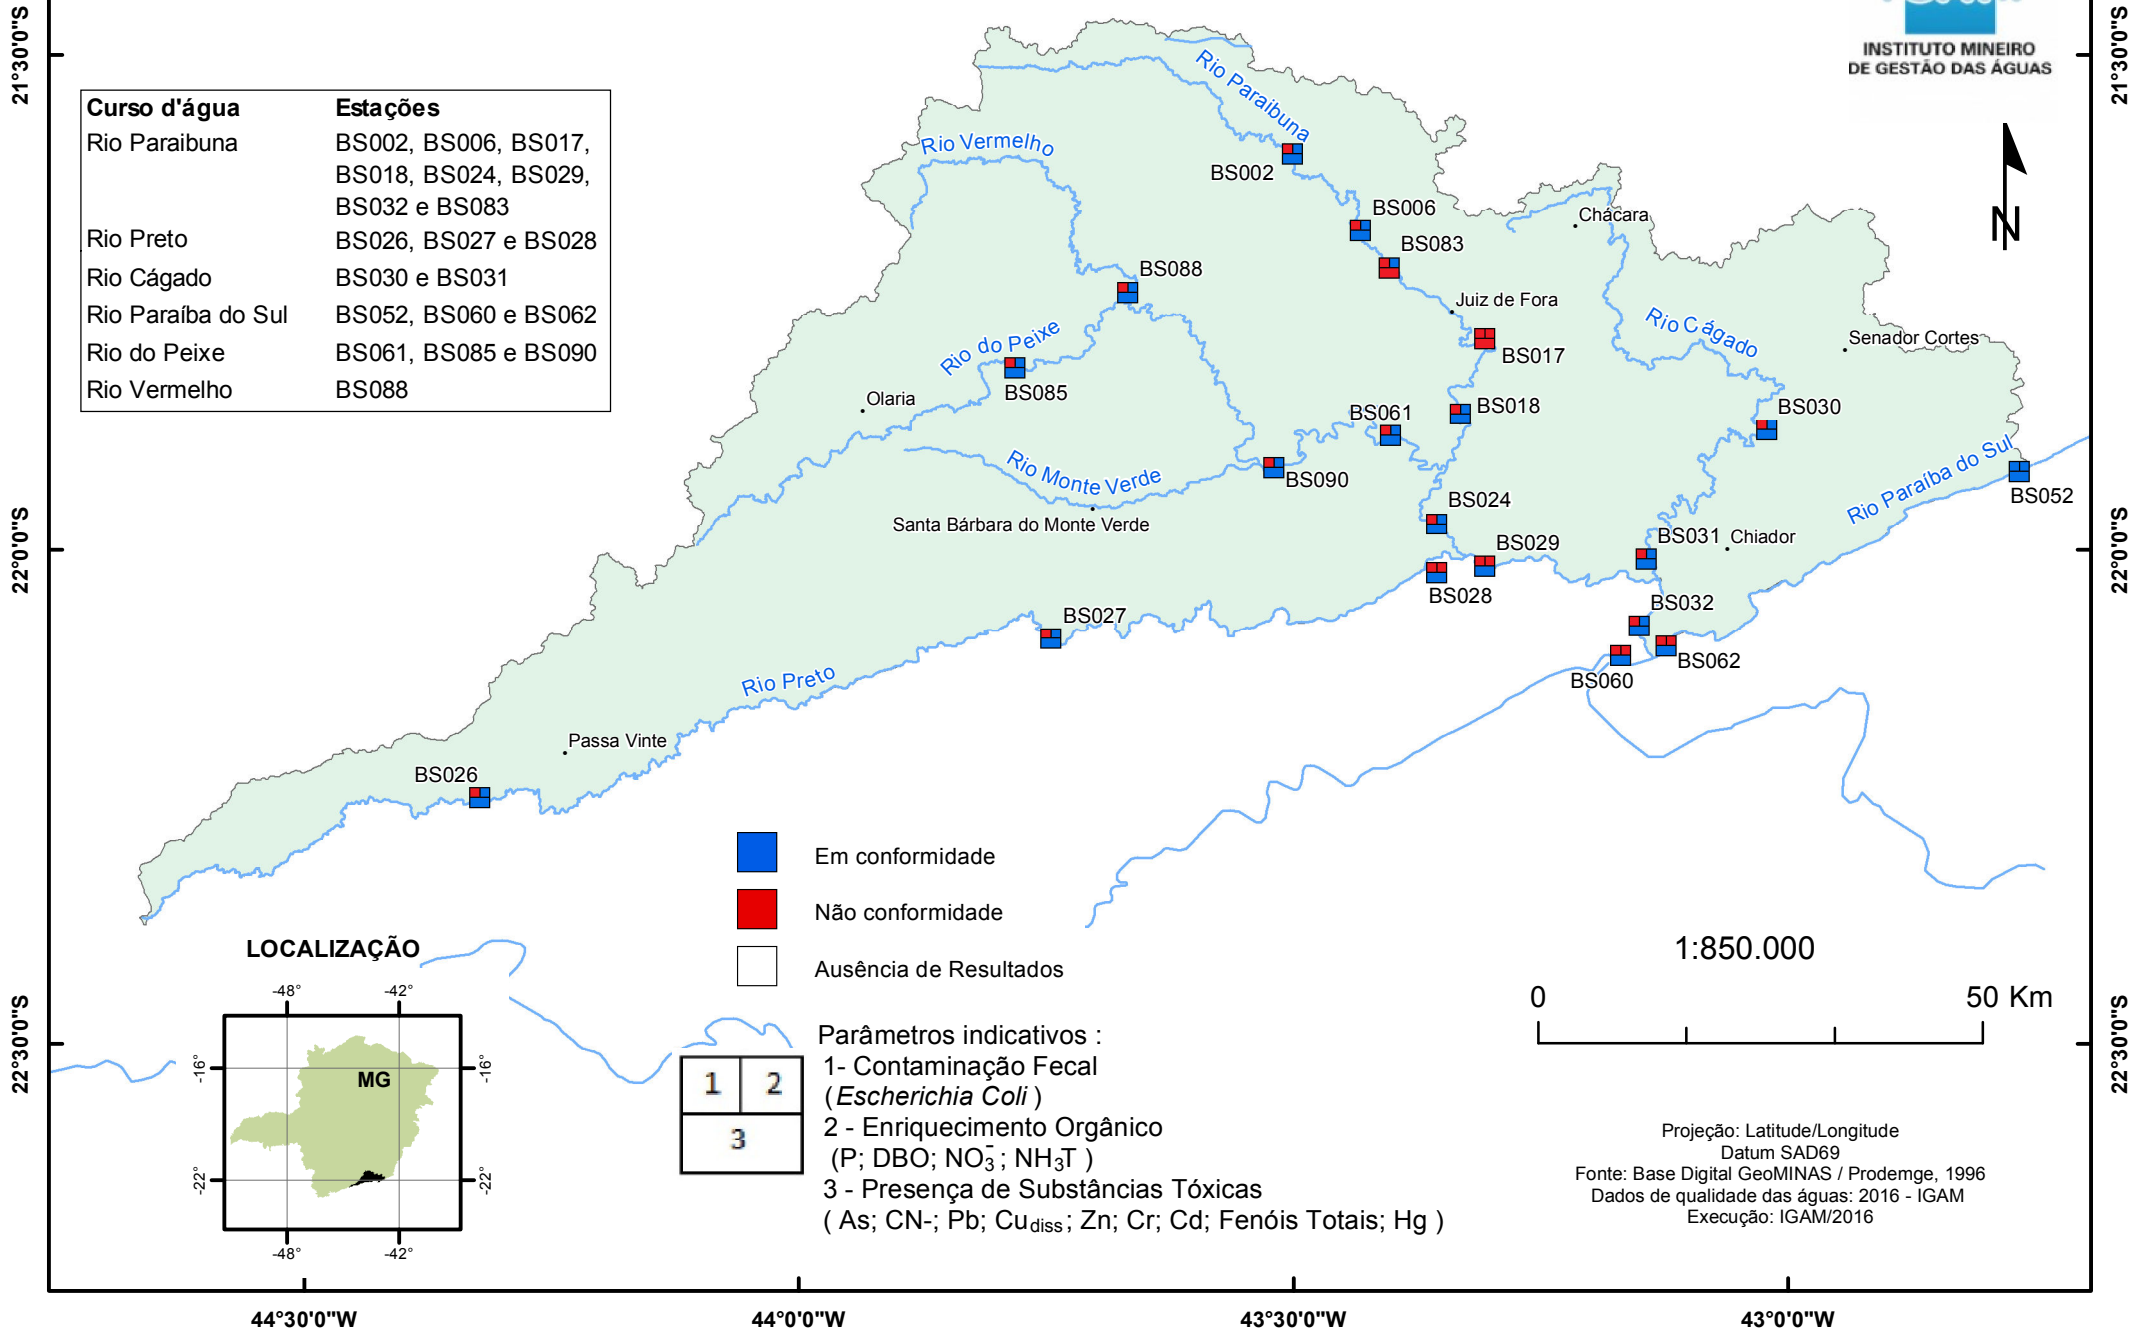 INSTITUTO MINEIRO
DE GESTÃO DAS ÁGUAS
21°30'0"S
21°30'0"S
Curso d'água Estações
Rio Paraibuna BS002, BS006, BS017,
BS018, BS024, BS029,
BS032 e BS083
Rio Preto BS026, BS027 e BS028
Rio Cágado BS030 e BS031
Rio Paraíba do Sul BS052, BS060 e BS062
Rio do Peixe BS061, BS085 e BS090
Rio Vermelho BS088
N
Rio Paraibuna
Rio Vermelho
BS002
BS006
Chácara
BS083
BS088
Juiz de Fora
Rio Cágado
Senador Cortes
Rio do Peixe
BS017
BS085
Olaria
BS061
BS018
BS030
Rio Monte Verde
BS090
Rio Paraíba do Sul
BS052
BS024
Santa Bárbara do Monte Verde
22°0'0"S
22°0'0"S
BS029
BS031
Chiador
BS028
BS032
BS027
BS062
BS060
Rio Preto
Passa Vinte
BS026
Em conformidade
Não conformidade
Ausência de Resultados
LOCALIZAÇÃO
-48° -42°
-16° -16°
MG
-22° -22°
-48° -42°
1:850.000
0 50 Km
22°30'0"S
22°30'0"S
Parâmetros indicativos :
1 2
3
1- Contaminação Fecal
(Escherichia Coli )
2 - Enriquecimento Orgânico
(P; DBO; NO₃⁻; NH₃T )
3 - Presença de Substâncias Tóxicas
( As; CN-; Pb; Cudiss; Zn; Cr; Cd; Fenóis Totais; Hg )
Projeção: Latitude/Longitude
Datum SAD69
Fonte: Base Digital GeoMINAS / Prodemge, 1996
Dados de qualidade das águas: 2016 - IGAM
Execução: IGAM/2016
44°30'0"W 44°0'0"W 43°30'0"W 43°0'0"W